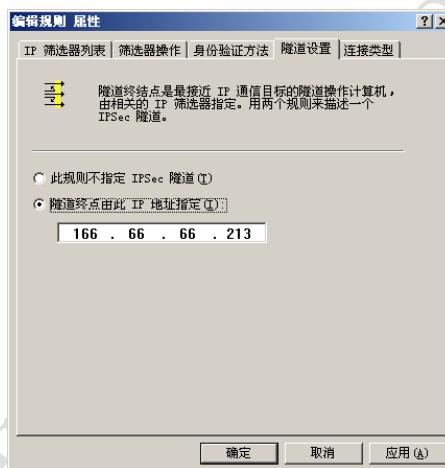 编辑规则 属性
IP 筛选器列表 筛选器操作 身份验证方法 隧道设置 连接类型
隧道终结点是最接近 IP 通信目标的隧道操作计算机，
由相关的 IP 筛选器指定。用两个规则来描述一个
IPSec 隧道。
此规则不指定 IPSec 隧道(T)
隧道终点由此 IP 地址指定(I):
166 . 66 . 66 . 213
确定 取消 应用(A)